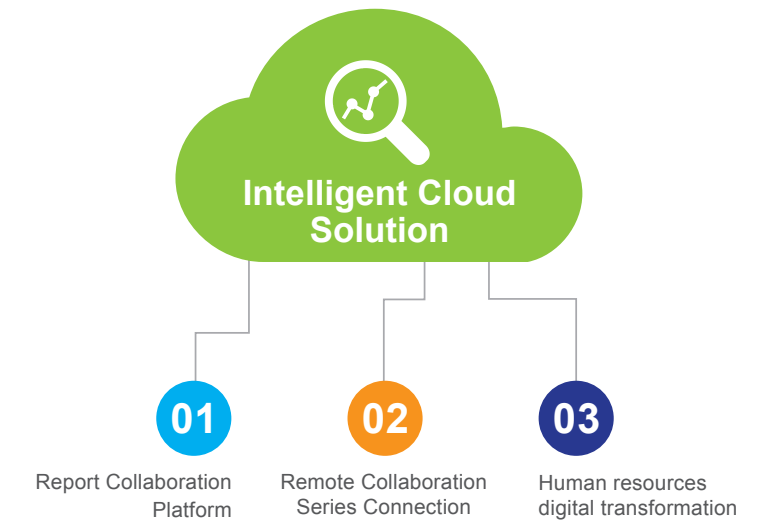 Intelligent Cloud
Solution
01
Report Collaboration
Platform
02
Remote Collaboration
Series Connection
03
Human resources
digital transformation